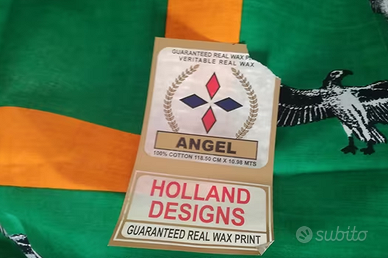 GUARANTEED REAL WAX PRINT
VERITABLE REAL WAX
ANGEL
100% COTTON 118.50 CM X 10.98 MTS
HOLLAND
DESIGNS
GUARANTEED REAL WAX PRINT
subito